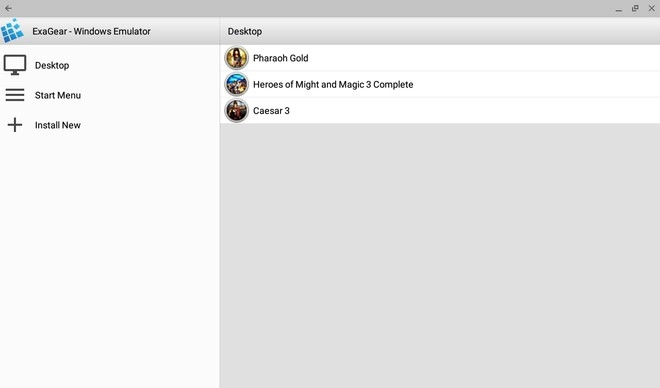 ExaGear - Windows Emulator
Desktop
Start Menu
Install New
Desktop
Pharaoh Gold
Heroes of Might and Magic 3 Complete
Caesar 3